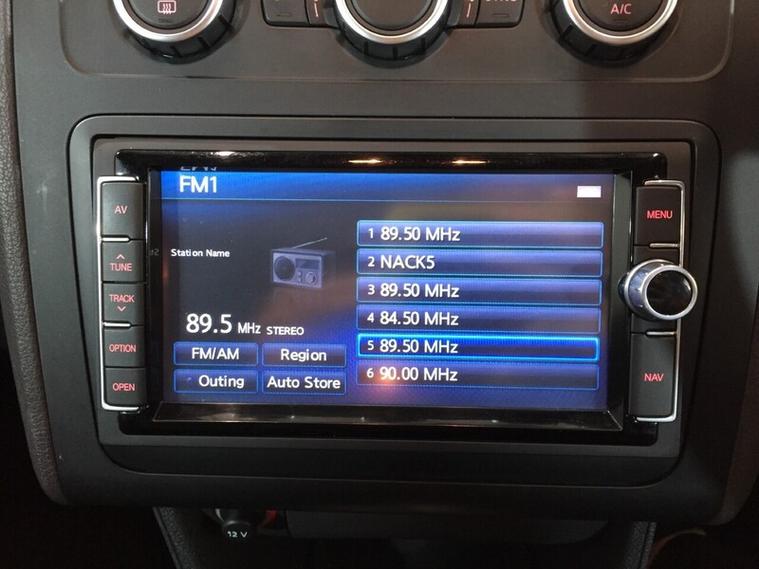 A/C
FM1
AV
MENU
1 89.50 MHz
2 NACK5
Station Name
TUNE
3 89.50 MHz
TRACK
4 84.50 MHz
89.5 MHz STEREO
5 89.50 MHz
OPTION
FM/AM
Region
6 90.00 MHz
NAV
OPEN
Outing
Auto Store
12 V